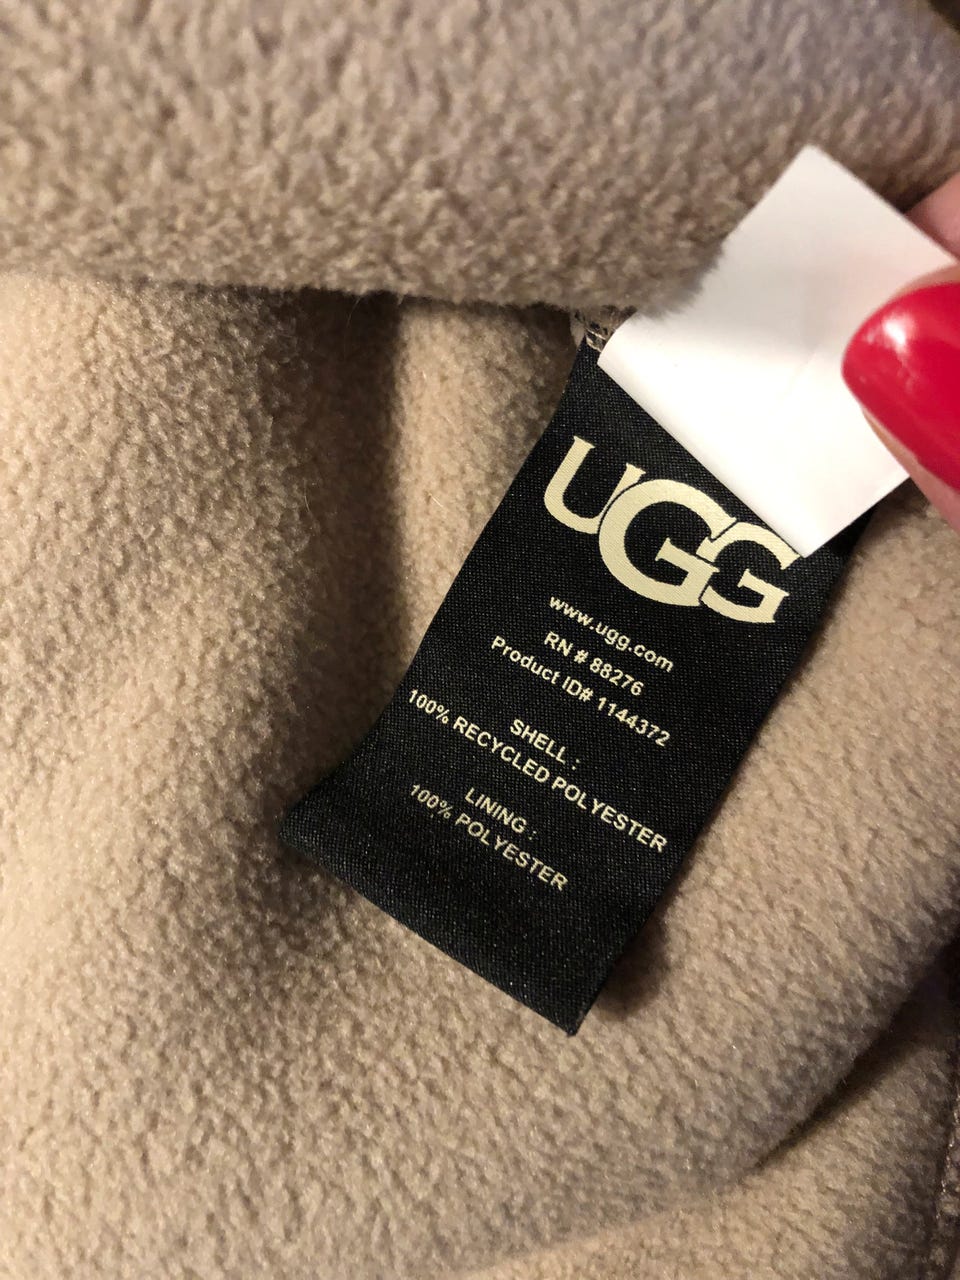 UGG
www.ugg.com
RN # 88276
Product ID# 1144372
SHELL :
100% RECYCLED POLYESTER
LINING :
100% POLYESTER